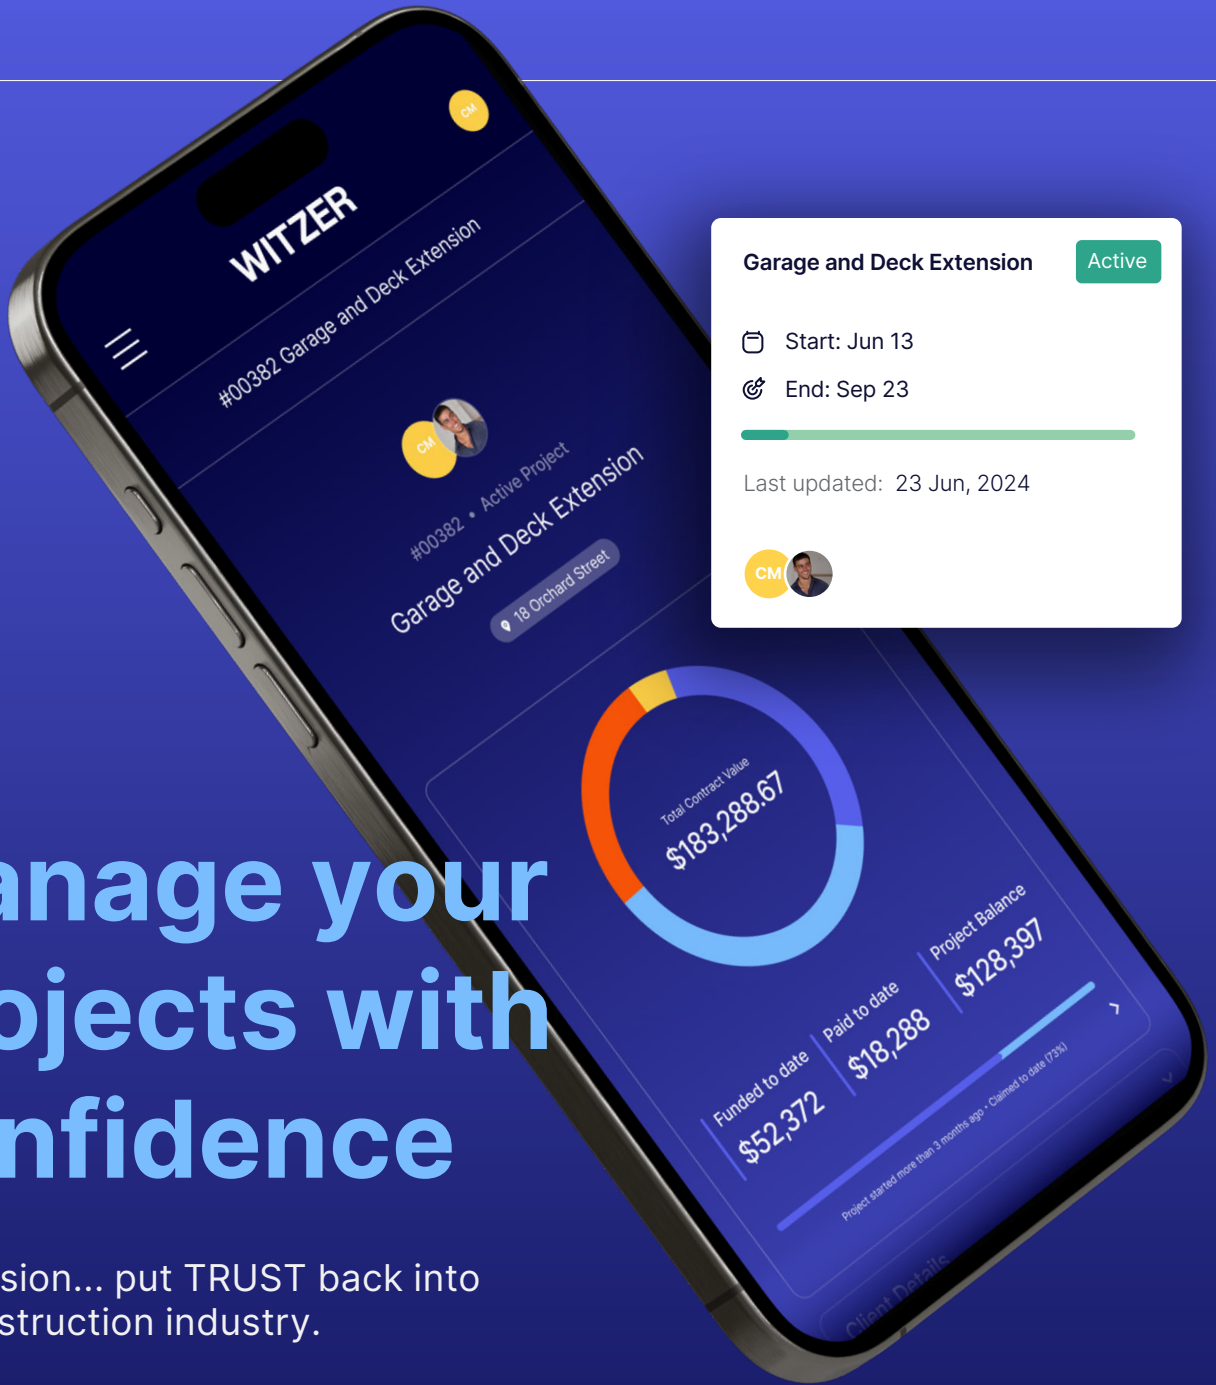 CM
WITZER
#00382 Garage and Deck Extension
CM
#00382 • Active Project
Garage and Deck Extension
18 Orchard Street
Total Contract Value
$183,288.67
Funded to date
$52,372
Paid to date
$18,288
Project Balance
$128,397
Project started more than 3 months ago • Claimed to date (73%)
Client Details
Garage and Deck Extension
Active
Start: Jun 13
End: Sep 23
Last updated: 23 Jun, 2024
CM
anage your
ojects with
nfidence
sion... put TRUST back into
struction industry.